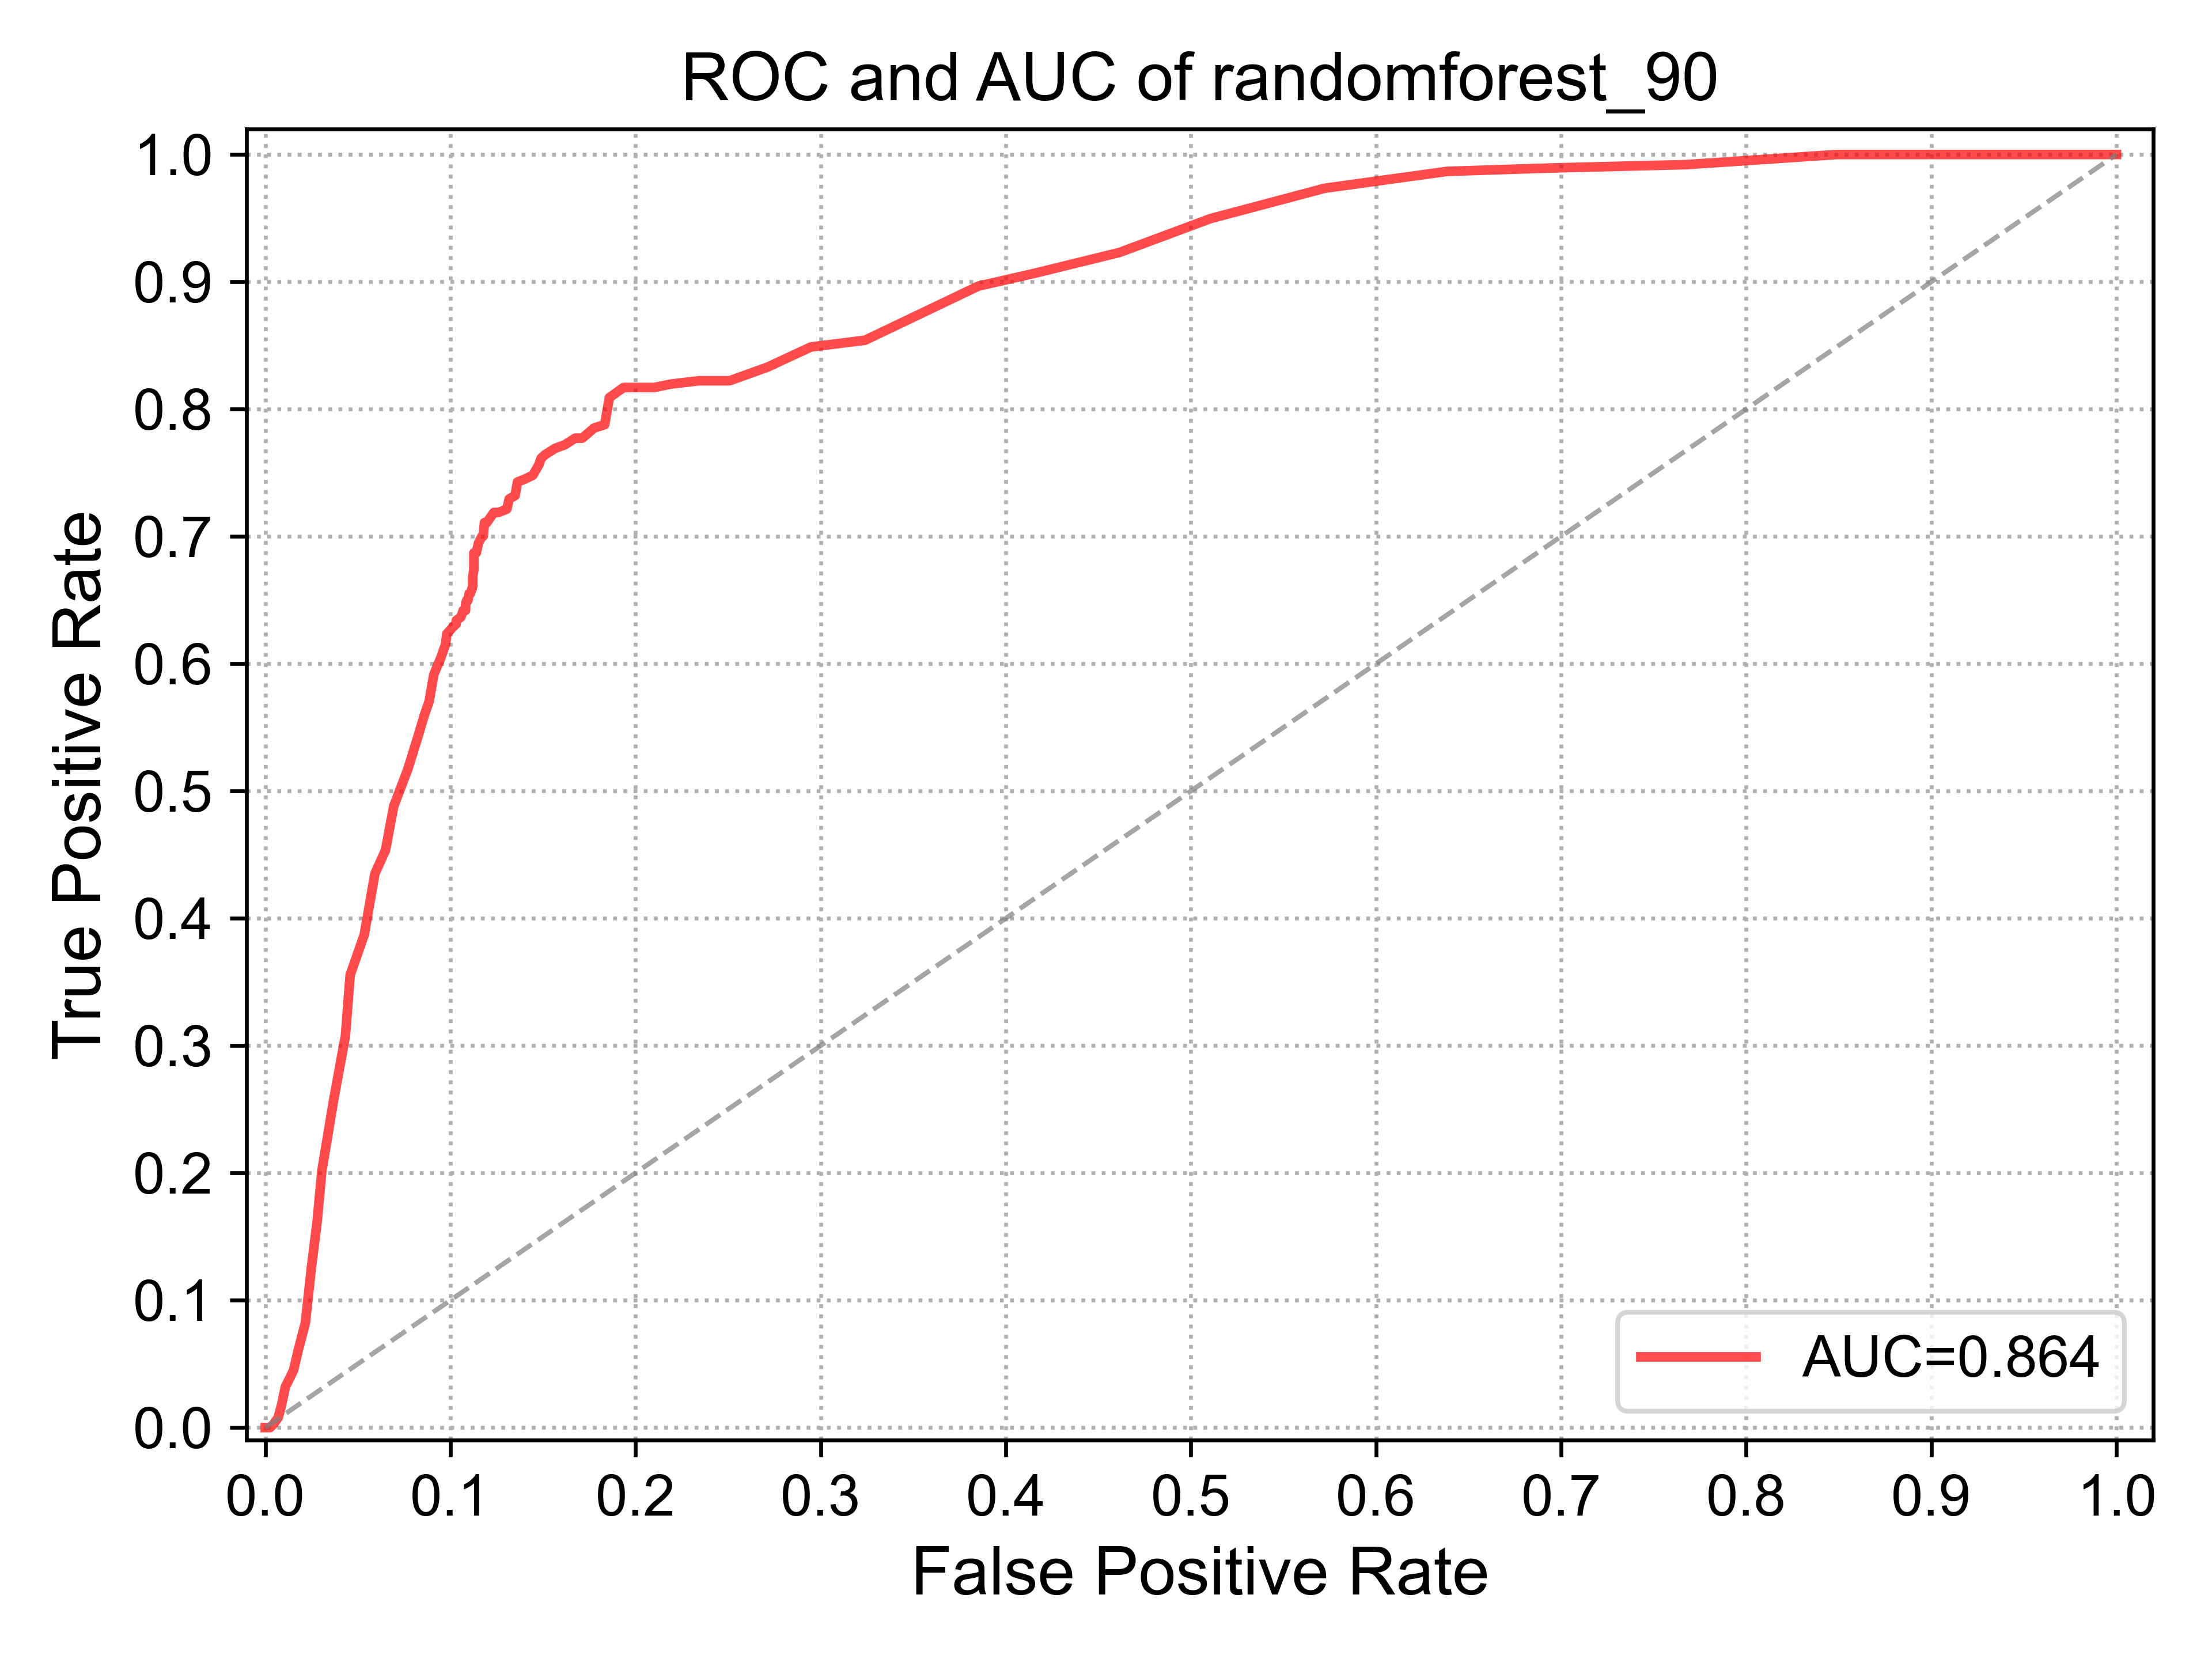 ROC and AUC of randomforest_90
True Positive Rate
1.0
0.9
0.8
0.7
0.6
0.5
0.4
0.3
0.2
0.1
0.0
AUC=0.864
0.0 0.1 0.2 0.3 0.4 0.5 0.6 0.7 0.8 0.9 1.0
False Positive Rate